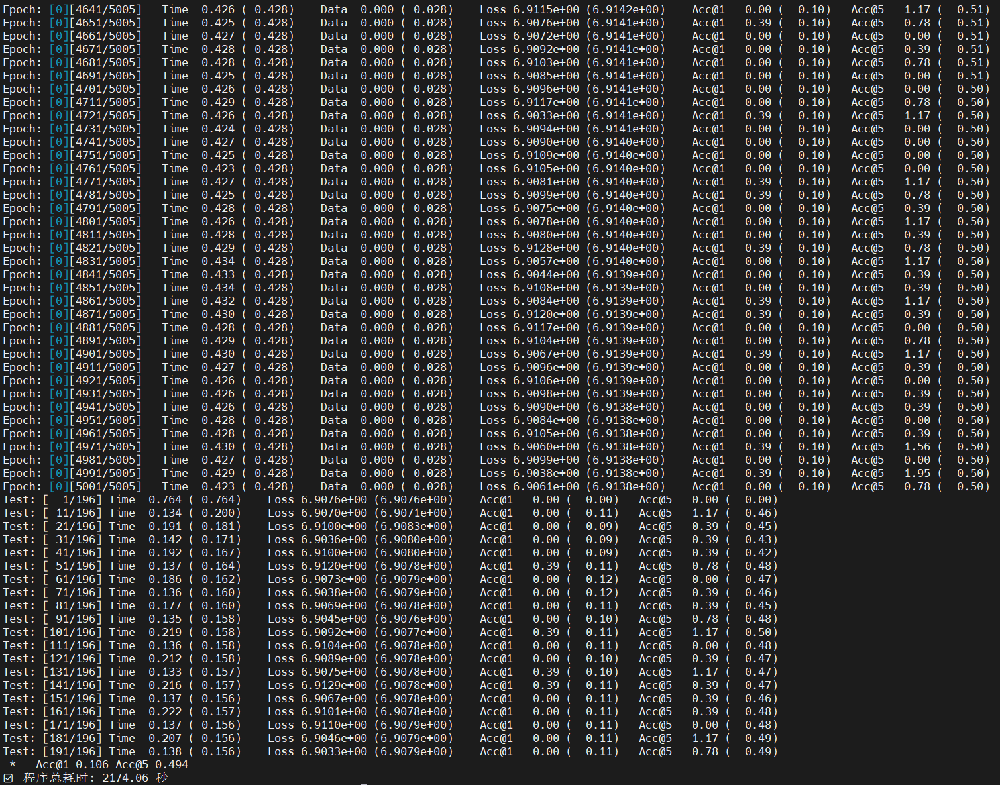 Epoch: [0][4641/5005]   Time  0.426 ( 0.428)    Data  0.000 ( 0.028)    Loss 6.9115e+00 (6.9142e+00)    Acc@1   0.00 (  0.10)   Acc@5   1.17 (  0.51)
Epoch: [0][4651/5005]   Time  0.425 ( 0.428)    Data  0.000 ( 0.028)    Loss 6.9076e+00 (6.9141e+00)    Acc@1   0.39 (  0.10)   Acc@5   0.78 (  0.51)
Epoch: [0][4661/5005]   Time  0.427 ( 0.428)    Data  0.000 ( 0.028)    Loss 6.9072e+00 (6.9141e+00)    Acc@1   0.00 (  0.10)   Acc@5   0.00 (  0.51)
Epoch: [0][4671/5005]   Time  0.428 ( 0.428)    Data  0.000 ( 0.028)    Loss 6.9092e+00 (6.9141e+00)    Acc@1   0.00 (  0.10)   Acc@5   0.39 (  0.51)
Epoch: [0][4681/5005]   Time  0.428 ( 0.428)    Data  0.000 ( 0.028)    Loss 6.9103e+00 (6.9141e+00)    Acc@1   0.00 (  0.10)   Acc@5   0.78 (  0.51)
Epoch: [0][4691/5005]   Time  0.425 ( 0.428)    Data  0.000 ( 0.028)    Loss 6.9085e+00 (6.9141e+00)    Acc@1   0.00 (  0.10)   Acc@5   0.00 (  0.51)
Epoch: [0][4701/5005]   Time  0.426 ( 0.428)    Data  0.000 ( 0.028)    Loss 6.9096e+00 (6.9141e+00)    Acc@1   0.00 (  0.10)   Acc@5   0.00 (  0.50)
Epoch: [0][4711/5005]   Time  0.429 ( 0.428)    Data  0.000 ( 0.028)    Loss 6.9117e+00 (6.9141e+00)    Acc@1   0.00 (  0.10)   Acc@5   0.78 (  0.50)
Epoch: [0][4721/5005]   Time  0.426 ( 0.428)    Data  0.000 ( 0.028)    Loss 6.9033e+00 (6.9141e+00)    Acc@1   0.39 (  0.10)   Acc@5   1.17 (  0.50)
Epoch: [0][4731/5005]   Time  0.424 ( 0.428)    Data  0.000 ( 0.028)    Loss 6.9094e+00 (6.9141e+00)    Acc@1   0.00 (  0.10)   Acc@5   0.00 (  0.50)
Epoch: [0][4741/5005]   Time  0.427 ( 0.428)    Data  0.000 ( 0.028)    Loss 6.9090e+00 (6.9140e+00)    Acc@1   0.00 (  0.10)   Acc@5   0.00 (  0.50)
Epoch: [0][4751/5005]   Time  0.425 ( 0.428)    Data  0.000 ( 0.028)    Loss 6.9109e+00 (6.9140e+00)    Acc@1   0.00 (  0.10)   Acc@5   0.00 (  0.50)
Epoch: [0][4761/5005]   Time  0.423 ( 0.428)    Data  0.000 ( 0.028)    Loss 6.9105e+00 (6.9140e+00)    Acc@1   0.00 (  0.10)   Acc@5   0.00 (  0.50)
Epoch: [0][4771/5005]   Time  0.427 ( 0.428)    Data  0.000 ( 0.028)    Loss 6.9081e+00 (6.9140e+00)    Acc@1   0.39 (  0.10)   Acc@5   1.17 (  0.50)
Epoch: [0][4781/5005]   Time  0.425 ( 0.428)    Data  0.000 ( 0.028)    Loss 6.9099e+00 (6.9140e+00)    Acc@1   0.39 (  0.10)   Acc@5   0.78 (  0.50)
Epoch: [0][4791/5005]   Time  0.428 ( 0.428)    Data  0.000 ( 0.028)    Loss 6.9075e+00 (6.9140e+00)    Acc@1   0.00 (  0.10)   Acc@5   0.39 (  0.50)
Epoch: [0][4801/5005]   Time  0.426 ( 0.428)    Data  0.000 ( 0.028)    Loss 6.9078e+00 (6.9140e+00)    Acc@1   0.00 (  0.10)   Acc@5   1.17 (  0.50)
Epoch: [0][4811/5005]   Time  0.428 ( 0.428)    Data  0.000 ( 0.028)    Loss 6.9080e+00 (6.9140e+00)    Acc@1   0.00 (  0.10)   Acc@5   0.39 (  0.50)
Epoch: [0][4821/5005]   Time  0.429 ( 0.428)    Data  0.000 ( 0.028)    Loss 6.9128e+00 (6.9140e+00)    Acc@1   0.39 (  0.10)   Acc@5   0.78 (  0.50)
Epoch: [0][4831/5005]   Time  0.434 ( 0.428)    Data  0.000 ( 0.028)    Loss 6.9057e+00 (6.9140e+00)    Acc@1   0.00 (  0.10)   Acc@5   1.17 (  0.50)
Epoch: [0][4841/5005]   Time  0.433 ( 0.428)    Data  0.000 ( 0.028)    Loss 6.9044e+00 (6.9139e+00)    Acc@1   0.00 (  0.10)   Acc@5   0.39 (  0.50)
Epoch: [0][4851/5005]   Time  0.434 ( 0.428)    Data  0.000 ( 0.028)    Loss 6.9108e+00 (6.9139e+00)    Acc@1   0.00 (  0.10)   Acc@5   0.39 (  0.50)
Epoch: [0][4861/5005]   Time  0.432 ( 0.428)    Data  0.000 ( 0.028)    Loss 6.9084e+00 (6.9139e+00)    Acc@1   0.39 (  0.10)   Acc@5   1.17 (  0.50)
Epoch: [0][4871/5005]   Time  0.430 ( 0.428)    Data  0.000 ( 0.028)    Loss 6.9120e+00 (6.9139e+00)    Acc@1   0.39 (  0.10)   Acc@5   0.39 (  0.50)
Epoch: [0][4881/5005]   Time  0.428 ( 0.428)    Data  0.000 ( 0.028)    Loss 6.9117e+00 (6.9139e+00)    Acc@1   0.00 (  0.10)   Acc@5   0.00 (  0.50)
Epoch: [0][4891/5005]   Time  0.429 ( 0.428)    Data  0.000 ( 0.028)    Loss 6.9104e+00 (6.9139e+00)    Acc@1   0.00 (  0.10)   Acc@5   0.78 (  0.50)
Epoch: [0][4901/5005]   Time  0.430 ( 0.428)    Data  0.000 ( 0.028)    Loss 6.9067e+00 (6.9139e+00)    Acc@1   0.39 (  0.10)   Acc@5   1.17 (  0.50)
Epoch: [0][4911/5005]   Time  0.427 ( 0.428)    Data  0.000 ( 0.028)    Loss 6.9096e+00 (6.9139e+00)    Acc@1   0.00 (  0.10)   Acc@5   0.39 (  0.50)
Epoch: [0][4921/5005]   Time  0.426 ( 0.428)    Data  0.000 ( 0.028)    Loss 6.9106e+00 (6.9139e+00)    Acc@1   0.00 (  0.10)   Acc@5   0.00 (  0.50)
Epoch: [0][4931/5005]   Time  0.426 ( 0.428)    Data  0.000 ( 0.028)    Loss 6.9098e+00 (6.9139e+00)    Acc@1   0.00 (  0.10)   Acc@5   0.39 (  0.50)
Epoch: [0][4941/5005]   Time  0.426 ( 0.428)    Data  0.000 ( 0.028)    Loss 6.9090e+00 (6.9138e+00)    Acc@1   0.00 (  0.10)   Acc@5   0.39 (  0.50)
Epoch: [0][4951/5005]   Time  0.428 ( 0.428)    Data  0.000 ( 0.028)    Loss 6.9084e+00 (6.9138e+00)    Acc@1   0.00 (  0.10)   Acc@5   0.00 (  0.50)
Epoch: [0][4961/5005]   Time  0.428 ( 0.428)    Data  0.000 ( 0.028)    Loss 6.9105e+00 (6.9138e+00)    Acc@1   0.00 (  0.10)   Acc@5   0.39 (  0.50)
Epoch: [0][4971/5005]   Time  0.430 ( 0.428)    Data  0.000 ( 0.028)    Loss 6.9060e+00 (6.9138e+00)    Acc@1   0.39 (  0.10)   Acc@5   1.56 (  0.50)
Epoch: [0][4981/5005]   Time  0.427 ( 0.428)    Data  0.000 ( 0.028)    Loss 6.9099e+00 (6.9138e+00)    Acc@1   0.00 (  0.10)   Acc@5   0.00 (  0.50)
Epoch: [0][4991/5005]   Time  0.429 ( 0.428)    Data  0.000 ( 0.028)    Loss 6.9038e+00 (6.9138e+00)    Acc@1   0.39 (  0.10)   Acc@5   1.95 (  0.50)
Epoch: [0][5001/5005]   Time  0.423 ( 0.428)    Data  0.000 ( 0.028)    Loss 6.9061e+00 (6.9138e+00)    Acc@1   0.00 (  0.10)   Acc@5   0.78 (  0.50)
Test: [  1/196] Time  0.764 ( 0.764)    Loss 6.9076e+00 (6.9076e+00)    Acc@1   0.00 (  0.00)   Acc@5   0.00 (  0.00)
Test: [ 11/196] Time  0.134 ( 0.200)    Loss 6.9070e+00 (6.9071e+00)    Acc@1   0.00 (  0.11)   Acc@5   1.17 (  0.46)
Test: [ 21/196] Time  0.191 ( 0.181)    Loss 6.9100e+00 (6.9083e+00)    Acc@1   0.00 (  0.09)   Acc@5   0.39 (  0.45)
Test: [ 31/196] Time  0.142 ( 0.171)    Loss 6.9036e+00 (6.9080e+00)    Acc@1   0.00 (  0.09)   Acc@5   0.39 (  0.43)
Test: [ 41/196] Time  0.192 ( 0.167)    Loss 6.9100e+00 (6.9080e+00)    Acc@1   0.00 (  0.09)   Acc@5   0.39 (  0.42)
Test: [ 51/196] Time  0.137 ( 0.164)    Loss 6.9120e+00 (6.9078e+00)    Acc@1   0.39 (  0.11)   Acc@5   0.78 (  0.48)
Test: [ 61/196] Time  0.186 ( 0.162)    Loss 6.9073e+00 (6.9079e+00)    Acc@1   0.00 (  0.12)   Acc@5   0.00 (  0.47)
Test: [ 71/196] Time  0.136 ( 0.160)    Loss 6.9038e+00 (6.9079e+00)    Acc@1   0.00 (  0.12)   Acc@5   0.39 (  0.46)
Test: [ 81/196] Time  0.177 ( 0.160)    Loss 6.9069e+00 (6.9078e+00)    Acc@1   0.00 (  0.11)   Acc@5   0.39 (  0.45)
Test: [ 91/196] Time  0.135 ( 0.158)    Loss 6.9045e+00 (6.9076e+00)    Acc@1   0.00 (  0.10)   Acc@5   0.78 (  0.48)
Test: [101/196] Time  0.219 ( 0.158)    Loss 6.9092e+00 (6.9077e+00)    Acc@1   0.39 (  0.11)   Acc@5   1.17 (  0.50)
Test: [111/196] Time  0.136 ( 0.158)    Loss 6.9104e+00 (6.9078e+00)    Acc@1   0.00 (  0.11)   Acc@5   0.00 (  0.48)
Test: [121/196] Time  0.212 ( 0.158)    Loss 6.9089e+00 (6.9078e+00)    Acc@1   0.00 (  0.10)   Acc@5   0.39 (  0.47)
Test: [131/196] Time  0.133 ( 0.157)    Loss 6.9075e+00 (6.9078e+00)    Acc@1   0.39 (  0.10)   Acc@5   1.17 (  0.47)
Test: [141/196] Time  0.216 ( 0.157)    Loss 6.9129e+00 (6.9078e+00)    Acc@1   0.39 (  0.11)   Acc@5   0.39 (  0.47)
Test: [151/196] Time  0.137 ( 0.156)    Loss 6.9067e+00 (6.9078e+00)    Acc@1   0.00 (  0.11)   Acc@5   0.39 (  0.46)
Test: [161/196] Time  0.222 ( 0.157)    Loss 6.9101e+00 (6.9078e+00)    Acc@1   0.00 (  0.11)   Acc@5   0.39 (  0.48)
Test: [171/196] Time  0.137 ( 0.156)    Loss 6.9110e+00 (6.9078e+00)    Acc@1   0.00 (  0.11)   Acc@5   0.00 (  0.48)
Test: [181/196] Time  0.207 ( 0.156)    Loss 6.9046e+00 (6.9079e+00)    Acc@1   0.00 (  0.11)   Acc@5   1.17 (  0.49)
Test: [191/196] Time  0.138 ( 0.156)    Loss 6.9033e+00 (6.9079e+00)    Acc@1   0.00 (  0.11)   Acc@5   0.78 (  0.49)
 *   Acc@1 0.106 Acc@5 0.494
☑ 程序总耗时: 2174.06 秒